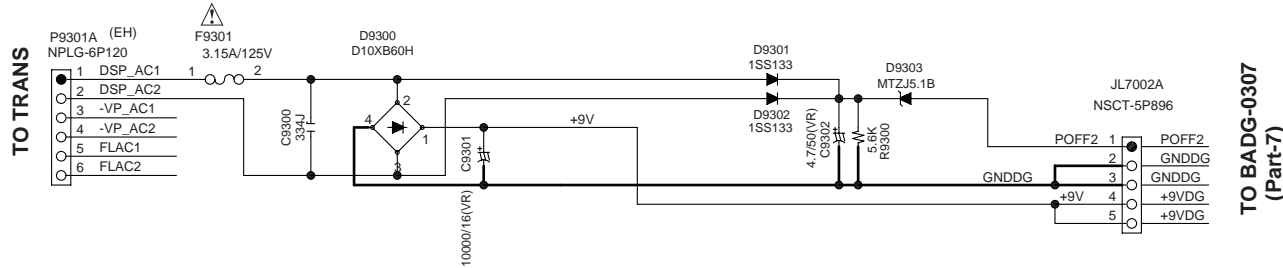 TO TRANS
P9301A (EH)
NPLG-6P120
1 DSP_AC1
2 DSP_AC2
3 -VP_AC1
4 -VP_AC2
5 FLAC1
6 FLAC2
!
F9301
3.15A/125V
1 2
C9300
334J
D9300
D10XB60H
2
4
1
3
+9V
C9301
+
10000/16(VR)
D9301
1SS133
D9302
1SS133
4.7/50(VR)
C9302
+
5.6K
R9300
D9303
MTZJ5.1B
GNDDG
+9V
JL7002A
NSCT-5P896
POFF2 1 POFF2
2 GNDDG
3 GNDDG
4 +9VDG
5 +9VDG
TO BADG-0307
(Part-7)